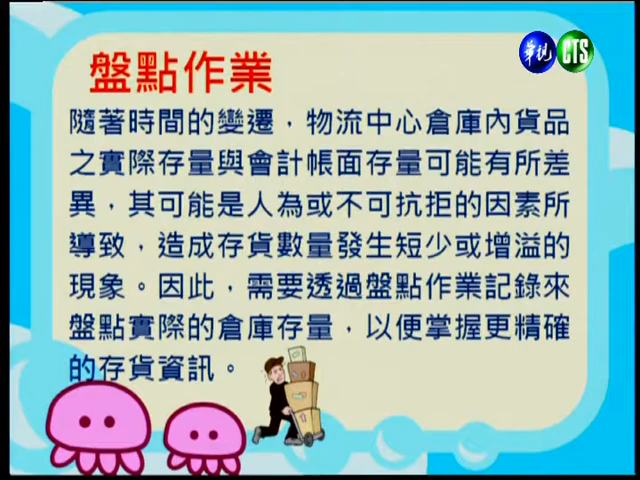 華視 CTS
盤點作業
隨著時間的變遷，物流中心倉庫內貨品
之實際存量與會計帳面存量可能有所差
異，其可能是人為或不可抗拒的因素所
導致，造成存貨數量發生短少或增溢的
現象。因此，需要透過盤點作業記錄來
盤點實際的倉庫存量，以便掌握更精確
的存貨資訊。